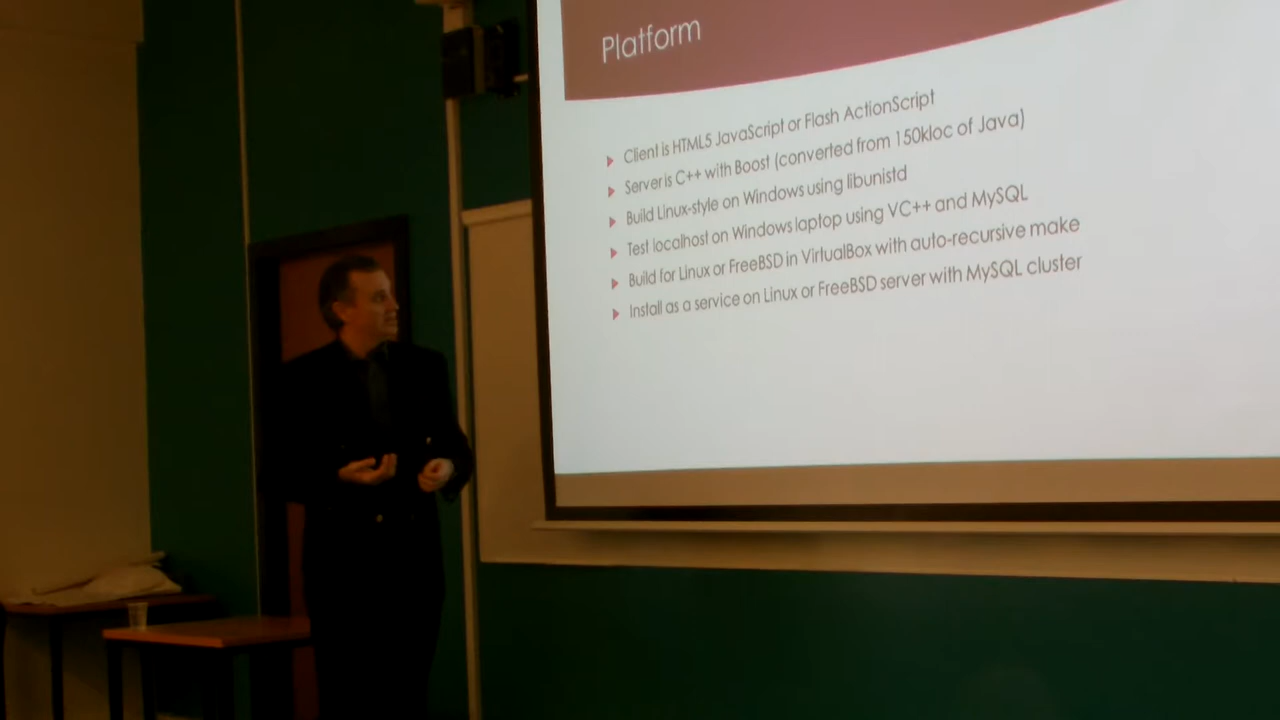 Platform
Client is HTML5 JavaScript or Flash ActionScript
Server is C++ with Boost (converted from 150kloc of Java)
Build Linux-style on Windows using libunistd
Test localhost on Windows laptop using VC++ and MySQL
Build for Linux or FreeBSD in VirtualBox with auto-recursive make
Install as a service on Linux or FreeBSD server with MySQL cluster